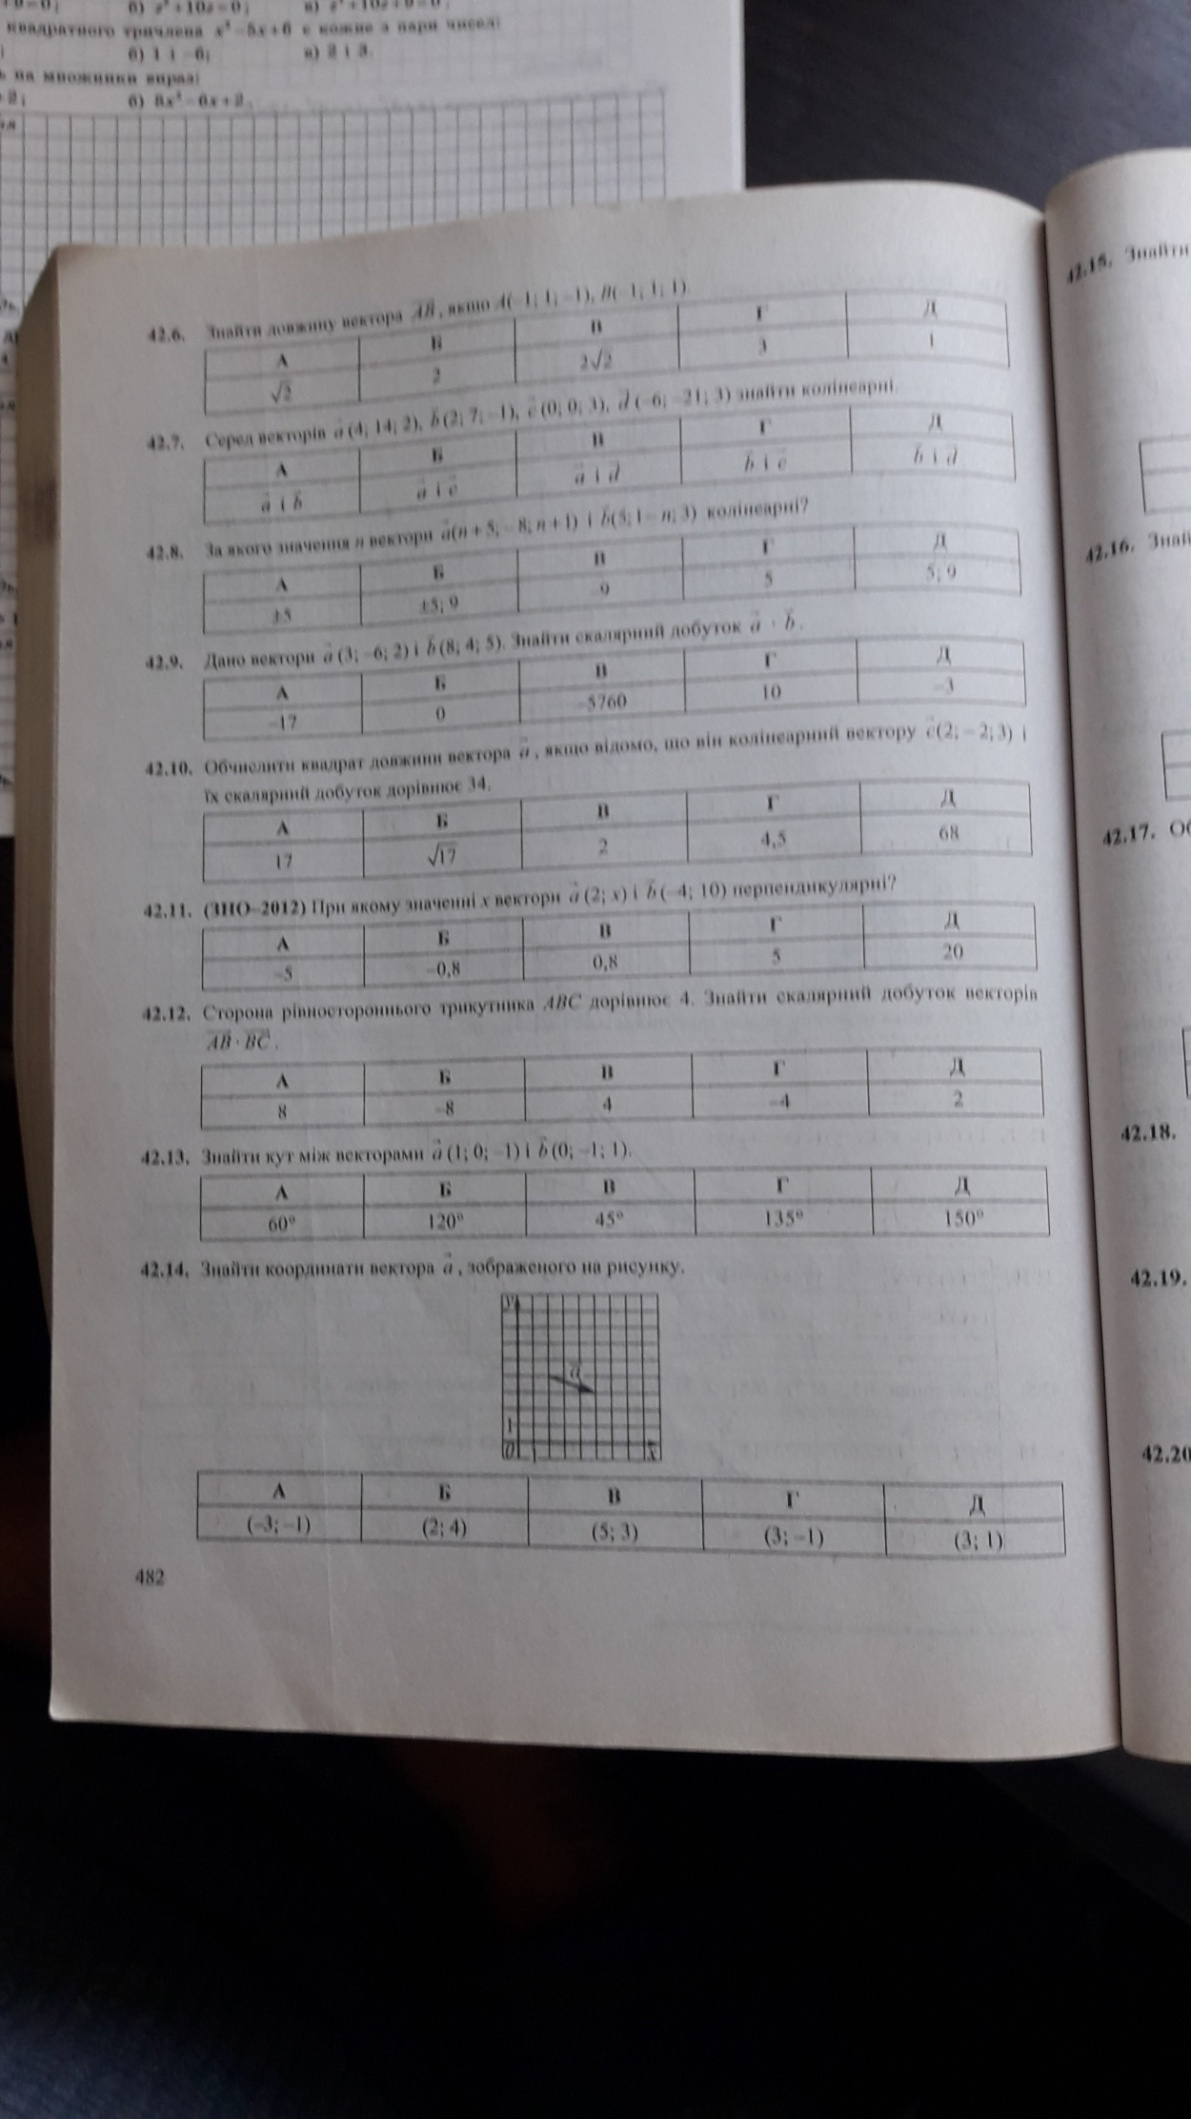 б) 1 і −6;
в) 2 і 3.
на множники вираз:
42.6. Знайти довжину вектора AB, якщо A(−1; 1; −1), B(−1; 1; 1).
А Б В Г Д
√2 2 2√2 3 1
42.7. Серед векторів a (4; 14; 2), b (2; 7; −1), c (0; 0; 3), d (−6; −21; 3) знайти колінеарні.
А Б В Г Д
a і b a і c a і d b і c b і d
42.8. За якого значення n вектори a(n + 5; −8; n + 1) і b(5; 1 − n; 3) колінеарні?
А Б В Г Д
±5 ±5; 9 9 5 5; 9
42.9. Дано вектори a (3; −6; 2) і b (8; 4; 5). Знайти скалярний добуток a · b.
А Б В Г Д
−17 0 −5760 10 −3
42.10. Обчислити квадрат довжини вектора a, якщо відомо, що він колінеарний вектору c(2; −2; 3) і
їх скалярний добуток дорівнює 34.
А Б В Г Д
17 √17 2 4,5 68
42.11. (ЗНО–2012) При якому значенні x вектори a (2; x) і b (−4; 10) перпендикулярні?
А Б В Г Д
−5 −0,8 0,8 5 20
42.12. Сторона рівностороннього трикутника ABC дорівнює 4. Знайти скалярний добуток векторів
AB · BC.
А Б В Г Д
8 −8 4 −4 2
42.13. Знайти кут між векторами a (1; 0; −1) і b (0; −1; 1).
А Б В Г Д
60° 120° 45° 135° 150°
42.14. Знайти координати вектора a, зображеного на рисунку.
y
a
1
0 1 x
А Б В Г Д
(−3; −1) (2; 4) (5; 3) (3; −1) (3; 1)
482
42.15. Знайти
42.16.
42.17.
42.18.
42.19.
42.20